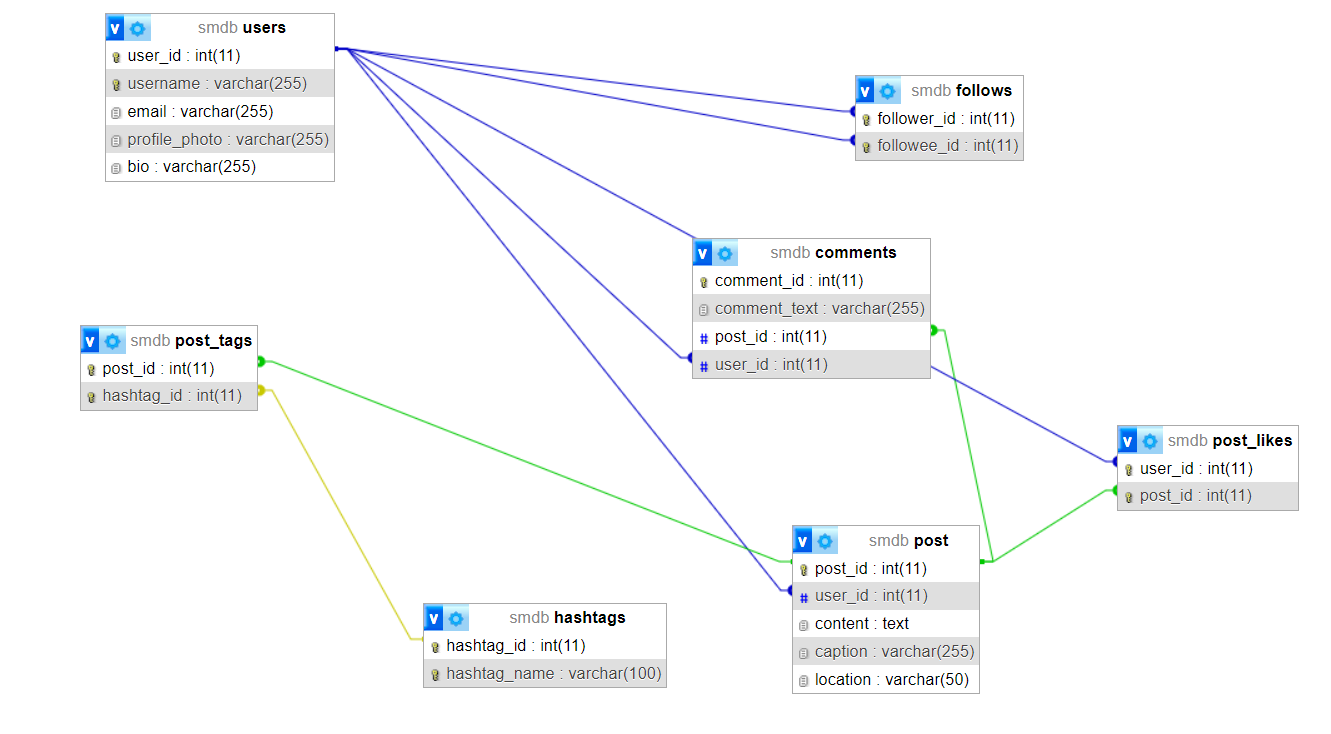 v smdb users
user_id : int(11)
username : varchar(255)
email : varchar(255)
profile_photo : varchar(255)
bio : varchar(255)
v smdb follows
follower_id : int(11)
followee_id : int(11)
v smdb comments
comment_id : int(11)
comment_text : varchar(255)
# post_id : int(11)
# user_id : int(11)
v smdb post_tags
post_id : int(11)
hashtag_id : int(11)
v smdb post_likes
user_id : int(11)
post_id : int(11)
v smdb post
post_id : int(11)
# user_id : int(11)
content : text
caption : varchar(255)
location : varchar(50)
v smdb hashtags
hashtag_id : int(11)
hashtag_name : varchar(100)